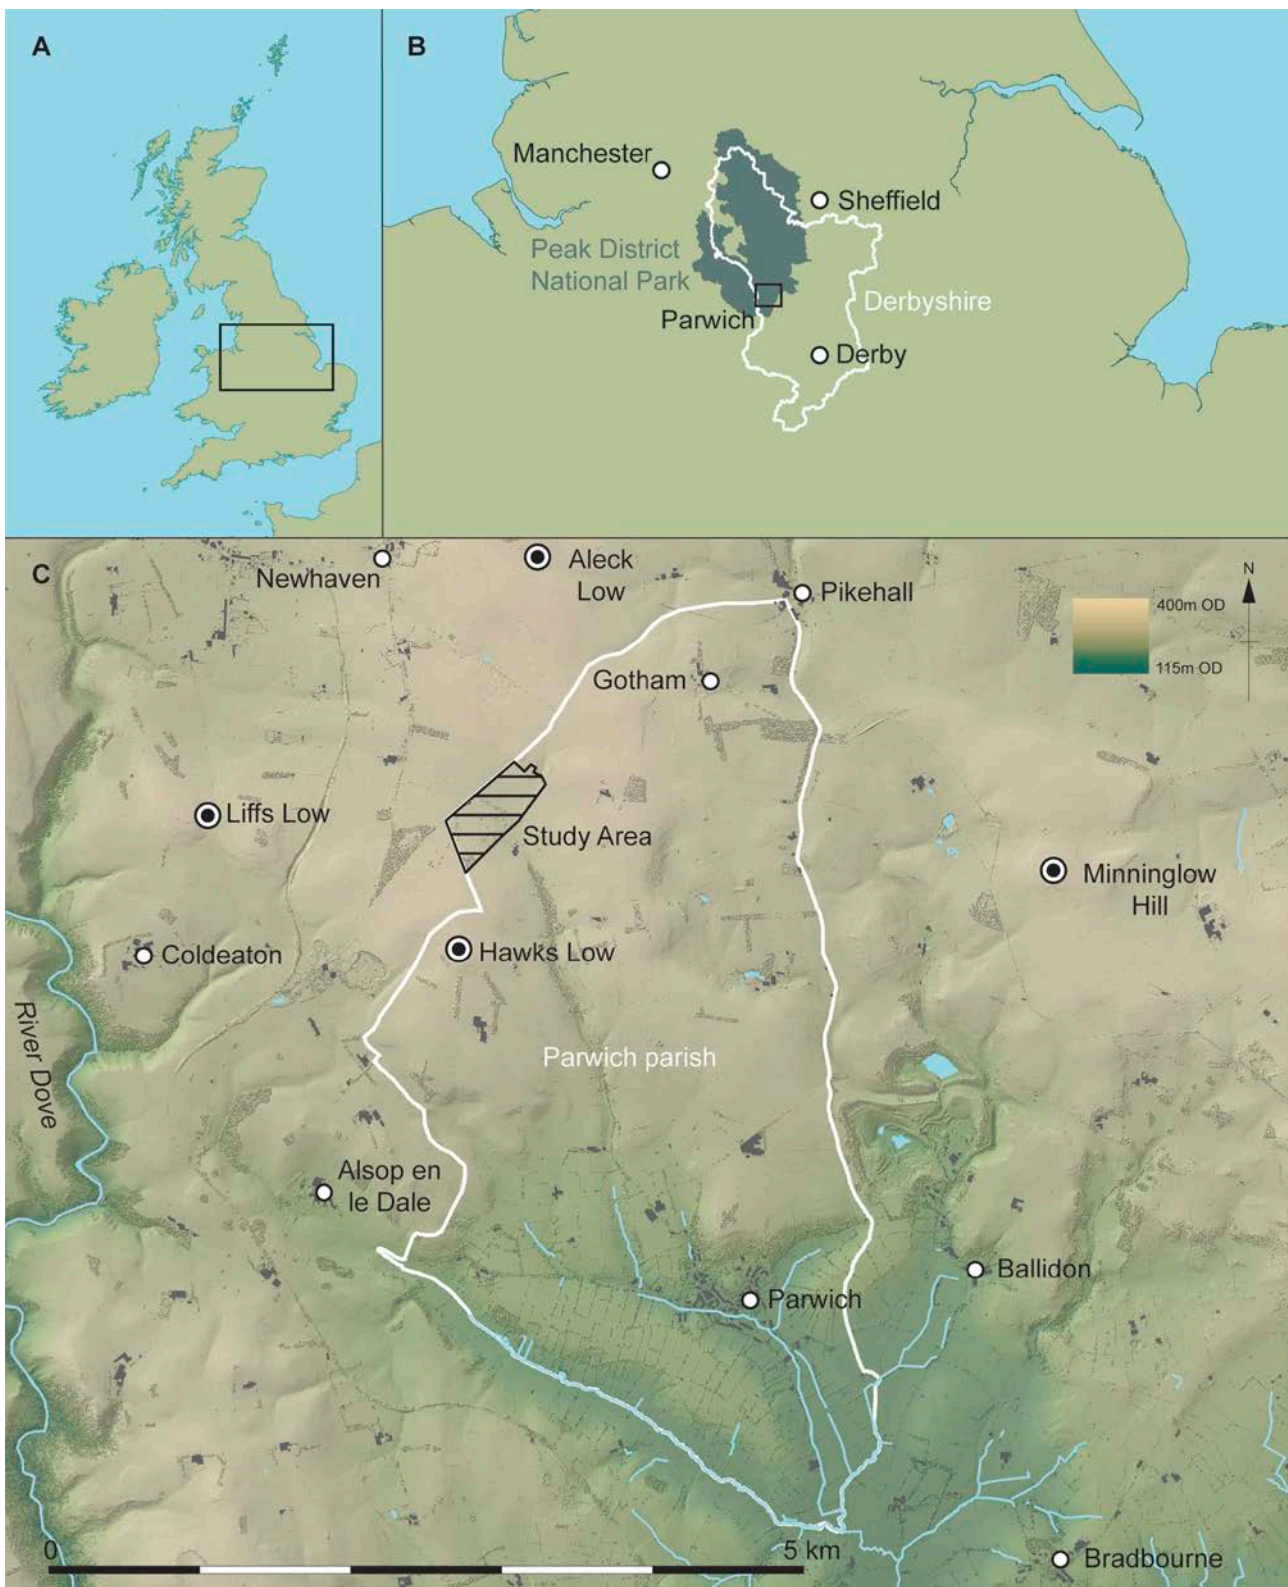 A
B
Manchester
Sheffield
Peak District
National Park
Derbyshire
Parwich
Derby
C
Newhaven
Aleck
Low
Pikehall
N
400m OD
115m OD
Gotham
Liffs Low
Study Area
Minninglow
Hill
Coldeaton
Hawks Low
River Dove
Parwich parish
Alsop en
le Dale
Ballidon
Parwich
0
5 km
Bradbourne